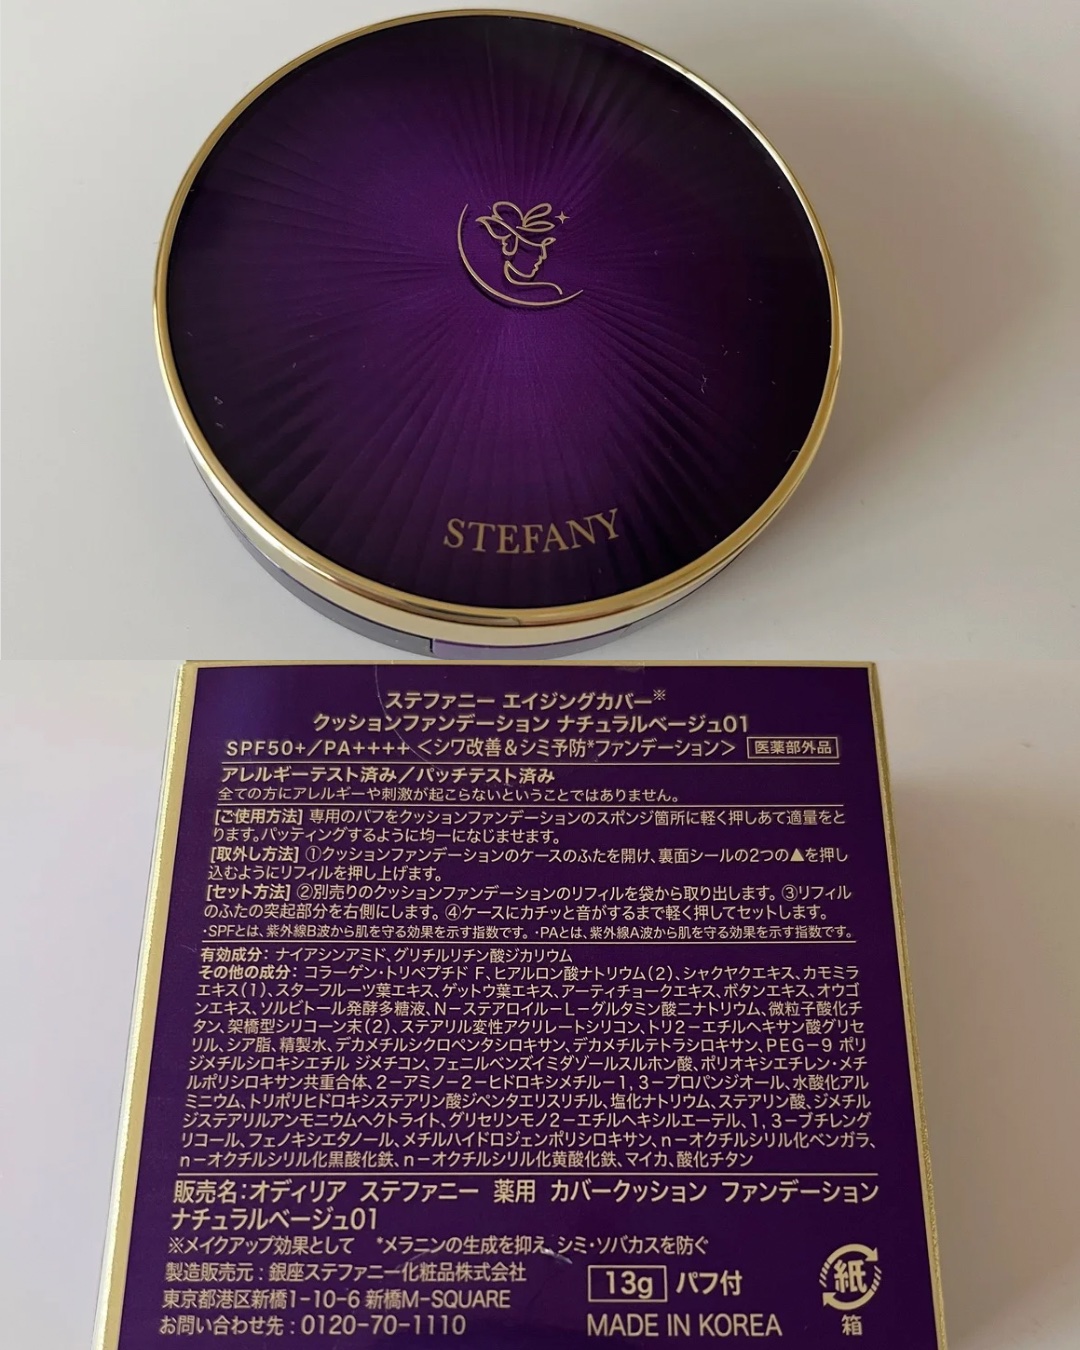 STEFANY
ステファニー エイジングカバー※
クッションファンデーション ナチュラルベージュ01
SPF50+/PA++++ <シワ改善&シミ予防*ファンデーション> 医薬部外品
アレルギーテスト済み/パッチテスト済み
全ての方にアレルギーや刺激が起こらないということではありません。
[ご使用方法] 専用のパフをクッションファンデーションのスポンジ箇所に軽く押しあて適量をと
ります。パッティングするように均一になじませます。
[取外し方法] ①クッションファンデーションのケースのふたを開け、裏面シールの2つの▲を押し
込むようにリフィルを押し上げます。
[セット方法] ②別売りのクッションファンデーションのリフィルを袋から取り出します。③リフィル
のふたの突起部分を右側にします。④ケースにカチッと音がするまで軽く押してセットします。
・SPFとは、紫外線B波から肌を守る効果を示す指数です。・PAとは、紫外線A波から肌を守る効果を示す指数です。
有効成分: ナイアシンアミド、グリチルリチン酸ジカリウム
その他の成分: コラーゲン・トリペプチド F、ヒアルロン酸ナトリウム(2)、シャクヤクエキス、カモミラ
エキス(1)、スターフルーツ葉エキス、ゲットウ葉エキス、アーティチョークエキス、ボタンエキス、オウゴ
ンエキス、ソルビトール発酵多糖液、N-ステアロイル-L-グルタミン酸二ナトリウム、微粒子酸化チ
タン、架橋型シリコーン末(2)、ステアリル変性アクリレートシリコン、トリ2-エチルヘキサン酸グリセ
リル、シア脂、精製水、デカメチルシクロペンタシロキサン、デカメチルテトラシロキサン、PEG-9 ポリ
ジメチルシロキシエチル ジメチコン、フェニルベンズイミダゾールスルホン酸、ポリオキシエチレン・メチ
ルポリシロキサン共重合体、2-アミノ-2-ヒドロキシメチル-1,3-プロパンジオール、水酸化アル
ミニウム、トリポリヒドロキシステアリン酸ジペンタエリスリチル、塩化ナトリウム、ステアリン酸、ジメチル
ジステアリルアンモニウムヘクトライト、グリセリンモノ2-エチルヘキシルエーテル、1,3-ブチレング
リコール、フェノキシエタノール、メチルハイドロジェンポリシロキサン、n-オクチルシリル化ベンガラ、
n-オクチルシリル化黒酸化鉄、n-オクチルシリル化黄酸化鉄、マイカ、酸化チタン
販売名:オディリア ステファニー 薬用 カバークッション ファンデーション
ナチュラルベージュ01
※メイクアップ効果として *メラニンの生成を抑え、シミ・ソバカスを防ぐ
製造販売元:銀座ステファニー化粧品株式会社
東京都港区新橋1-10-6 新橋M-SQUARE
お問い合わせ先:0120-70-1110
13g パフ付
MADE IN KOREA
紙
箱